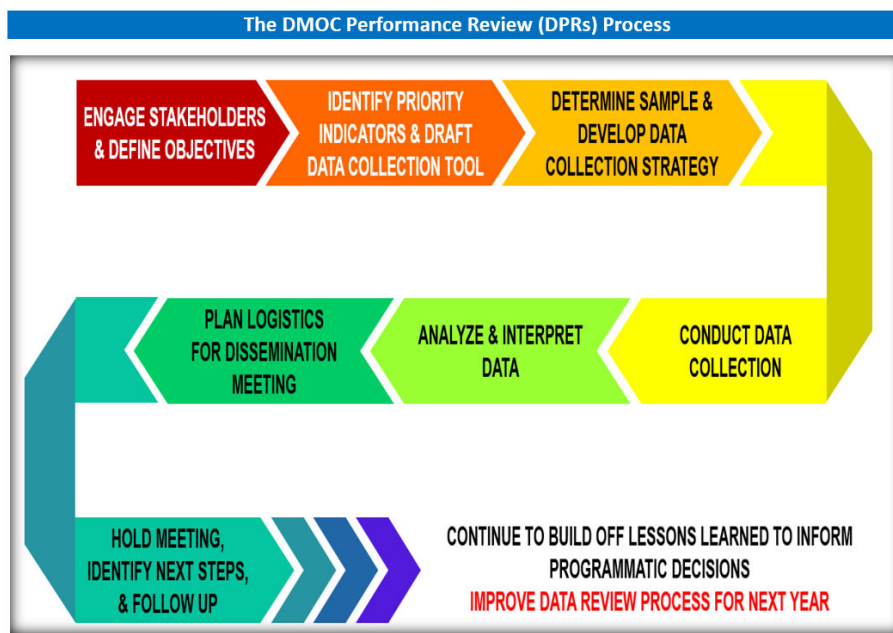 The DMOC Performance Review (DPRs) Process
ENGAGE STAKEHOLDERS
& DEFINE OBJECTIVES
IDENTIFY PRIORITY
INDICATORS & DRAFT
DATA COLLECTION TOOL
DETERMINE SAMPLE &
DEVELOP DATA
COLLECTION STRATEGY
CONDUCT DATA
COLLECTION
ANALYZE & INTERPRET
DATA
PLAN LOGISTICS
FOR DISSEMINATION
MEETING
HOLD MEETING,
IDENTIFY NEXT STEPS,
& FOLLOW UP
CONTINUE TO BUILD OFF LESSONS LEARNED TO INFORM
PROGRAMMATIC DECISIONS
IMPROVE DATA REVIEW PROCESS FOR NEXT YEAR